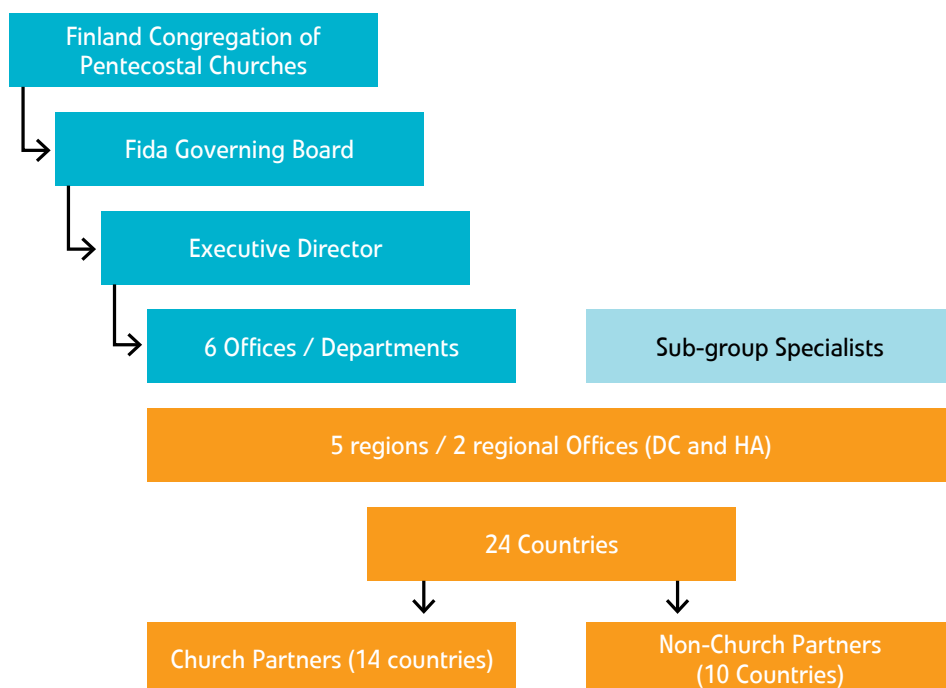 Finland Congregation of
Pentecostal Churches
Fida Governing Board
Executive Director
6 Offices / Departments
Sub-group Specialists
5 regions / 2 regional Offices (DC and HA)
24 Countries
Church Partners (14 countries)
Non-Church Partners
(10 Countries)